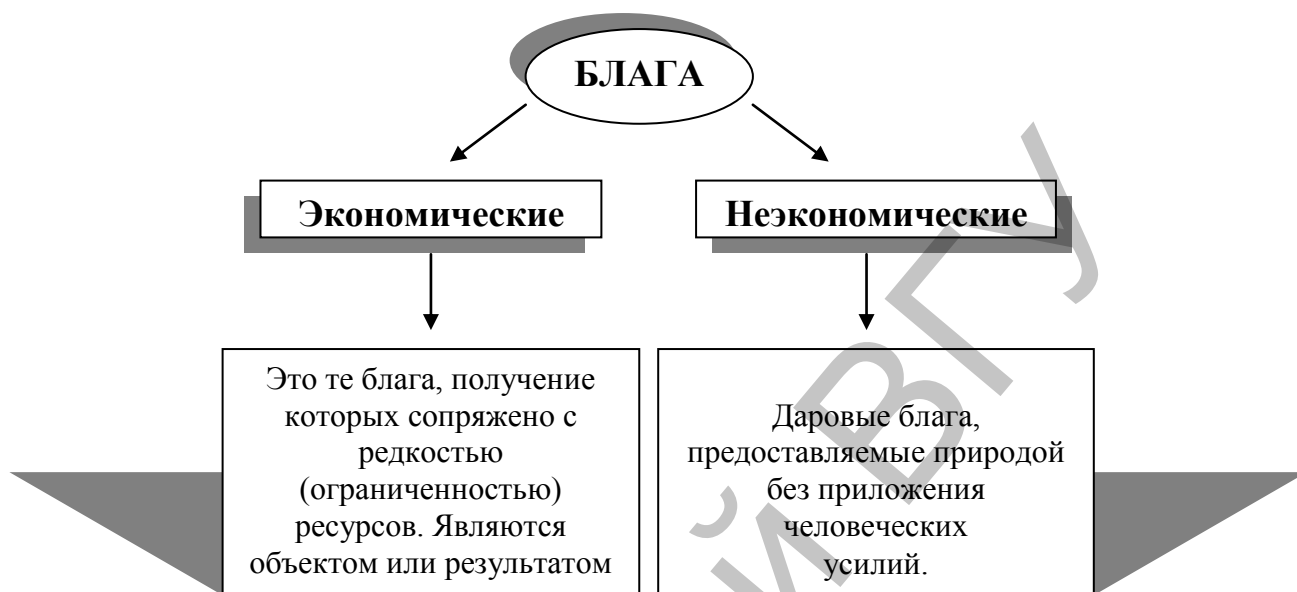 БЛАГА
Экономические
Неэкономические
Это те блага, получение
которых сопряжено с
редкостью
(ограниченностью)
ресурсов. Являются
объектом или результатом
Даровые блага,
предоставляемые природой
без приложения
человеческих
усилий.
й ВГУ